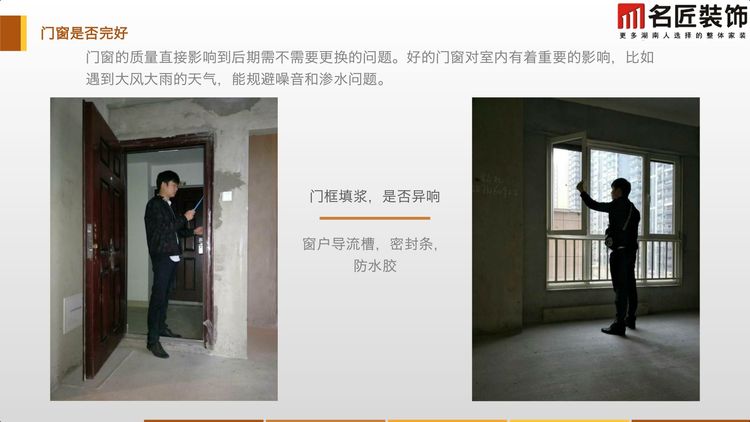 门窗是否完好
名匠装饰
更多湖南人选择的整体家装
门窗的质量直接影响到后期需不需要更换的问题。好的门窗对室内有着重要的影响，比如
遇到大风大雨的天气，能规避噪音和渗水问题。
门框填浆，是否异响
窗户导流槽，密封条，
防水胶